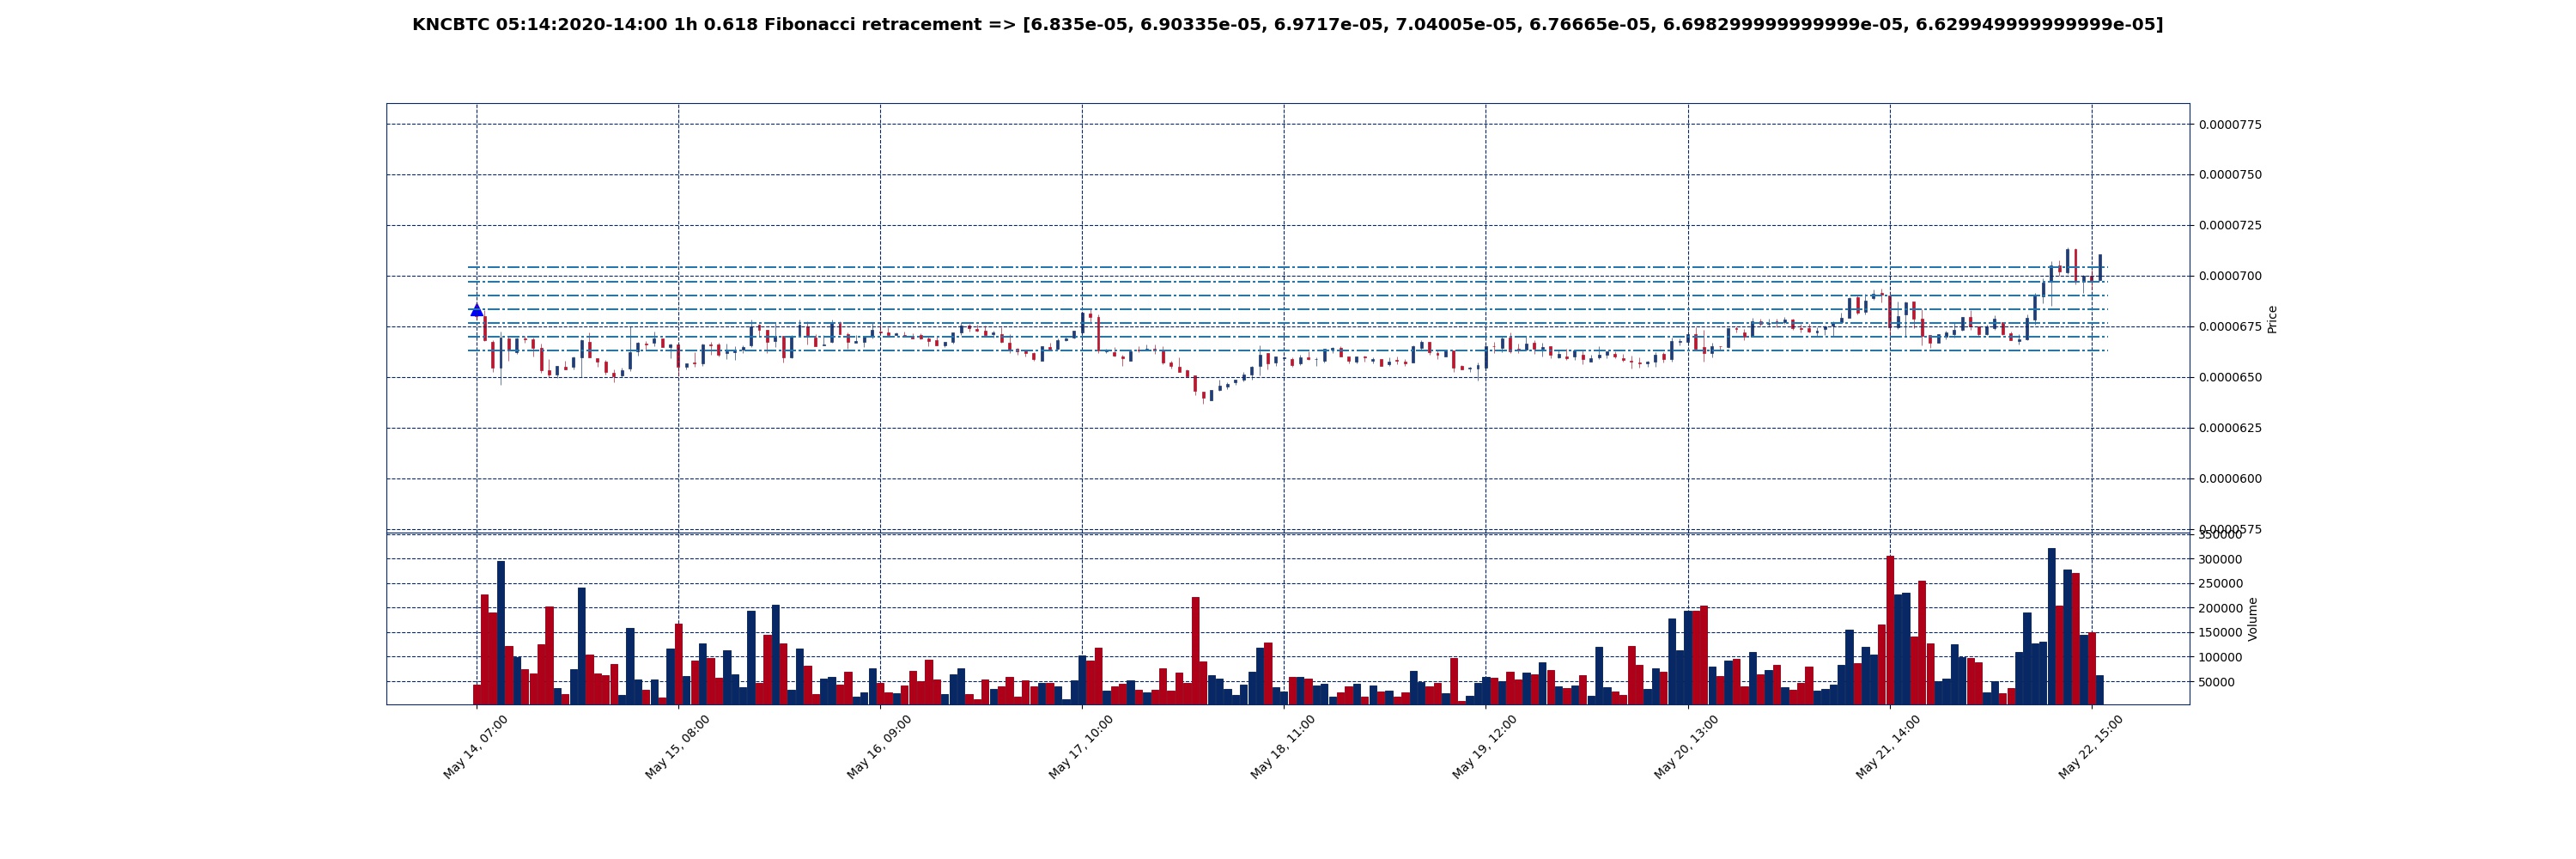 KNCBTC 05:14:2020-14:00 1h 0.618 Fibonacci retracement => [6.835e-05, 6.90335e-05, 6.9717e-05, 7.04005e-05, 6.76665e-05, 6.698299999999999e-05, 6.629949999999999e-05]
0.0000775
0.0000750
0.0000725
0.0000700
0.0000675
0.0000650
0.0000625
0.0000600
0.0000575
Price
350000
300000
250000
200000
150000
100000
50000
Volume
May 14, 07:00
May 15, 08:00
May 16, 09:00
May 17, 10:00
May 18, 11:00
May 19, 12:00
May 20, 13:00
May 21, 14:00
May 22, 15:00